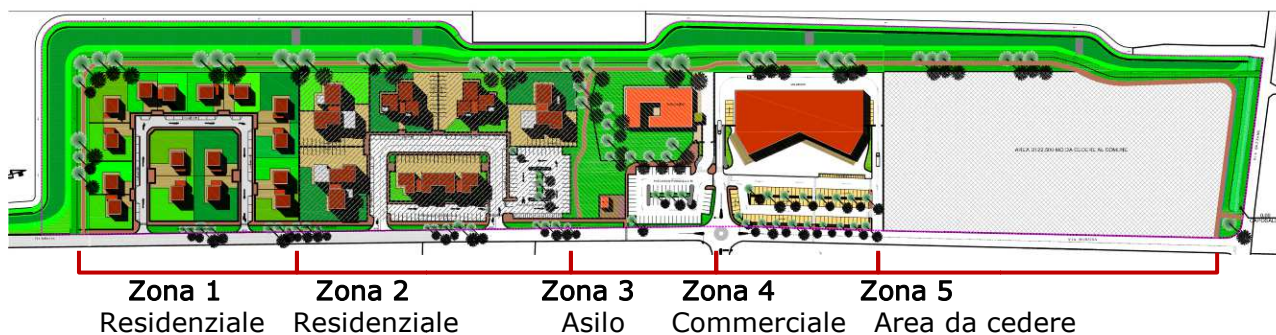 Zona 1
Residenziale
Zona 2
Residenziale
Zona 3
Asilo
Zona 4
Commerciale
Zona 5
Area da cedere